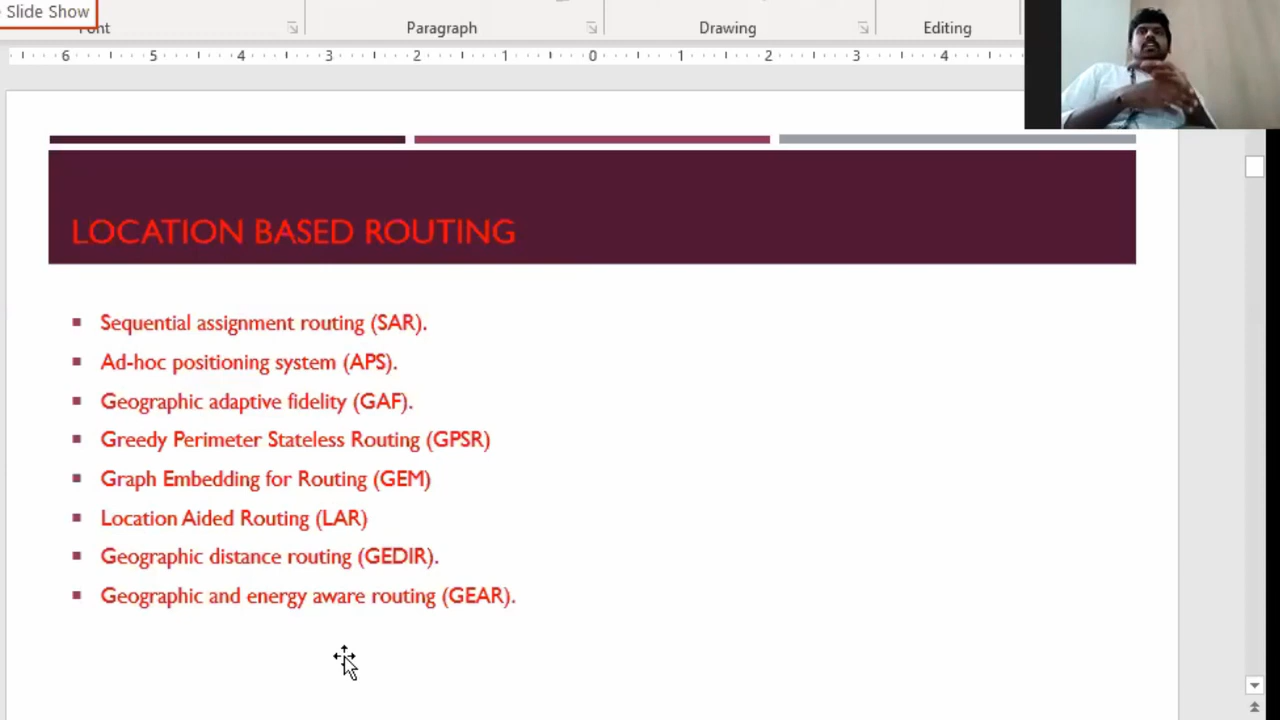 Slide Show
Font
Paragraph
Drawing
Editing
6 5 4 3 2 1 0 1 2 3 4
LOCATION BASED ROUTING
Sequential assignment routing (SAR).
Ad-hoc positioning system (APS).
Geographic adaptive fidelity (GAF).
Greedy Perimeter Stateless Routing (GPSR)
Graph Embedding for Routing (GEM)
Location Aided Routing (LAR)
Geographic distance routing (GEDIR).
Geographic and energy aware routing (GEAR).